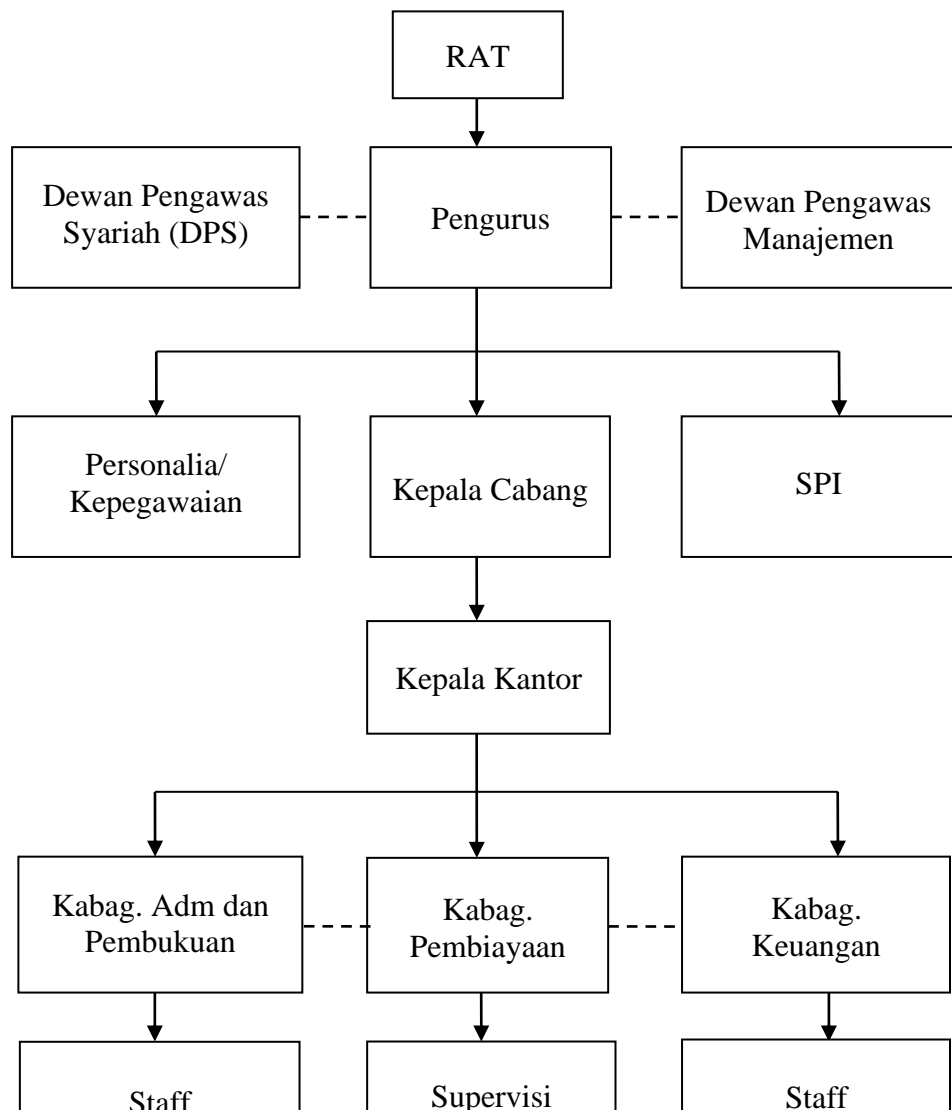 RAT
Dewan Pengawas
Syariah (DPS)
Pengurus
Dewan Pengawas
Manajemen
Personalia/
Kepegawaian
Kepala Cabang
SPI
Kepala Kantor
Kabag. Adm dan
Pembukuan
Kabag.
Pembiayaan
Kabag.
Keuangan
Staff
Supervisi
Staff